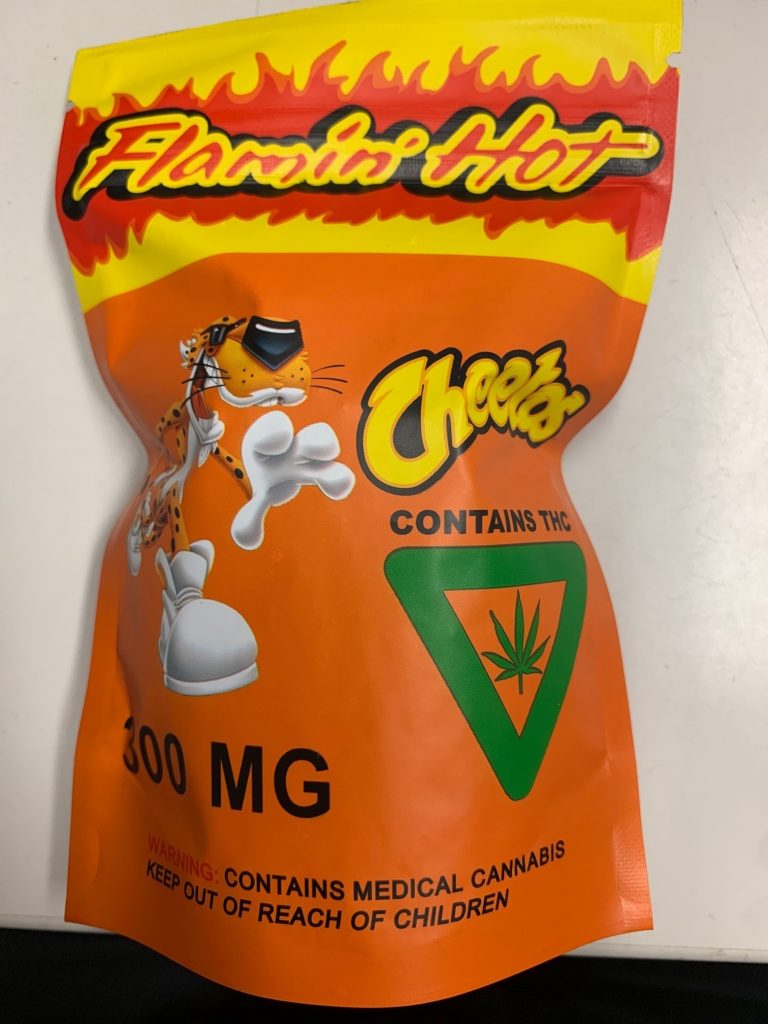 Flamin' Hot
Cheetos
CONTAINS THC
300 MG
WARNING: CONTAINS MEDICAL CANNABIS
KEEP OUT OF REACH OF CHILDREN